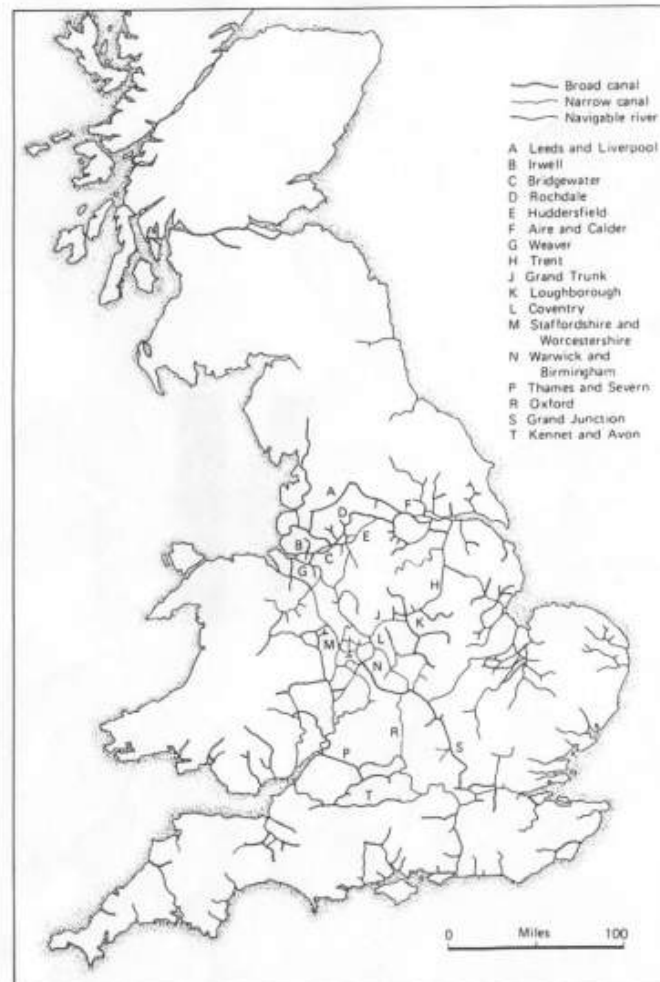 Broad canal
Narrow canal
Navigable river
A Leeds and Liverpool
B Irwell
C Bridgewater
D Rochdale
E Huddersfield
F Aire and Calder
G Weaver
H Trent
J Grand Trunk
K Loughborough
L Coventry
M Staffordshire and
Worcestershire
N Warwick and
Birmingham
P Thames and Severn
R Oxford
S Grand Junction
T Kennet and Avon
A
F
D
E
B
C
G
H
J
K
L
M
N
R
P
S
T
0 Miles 100